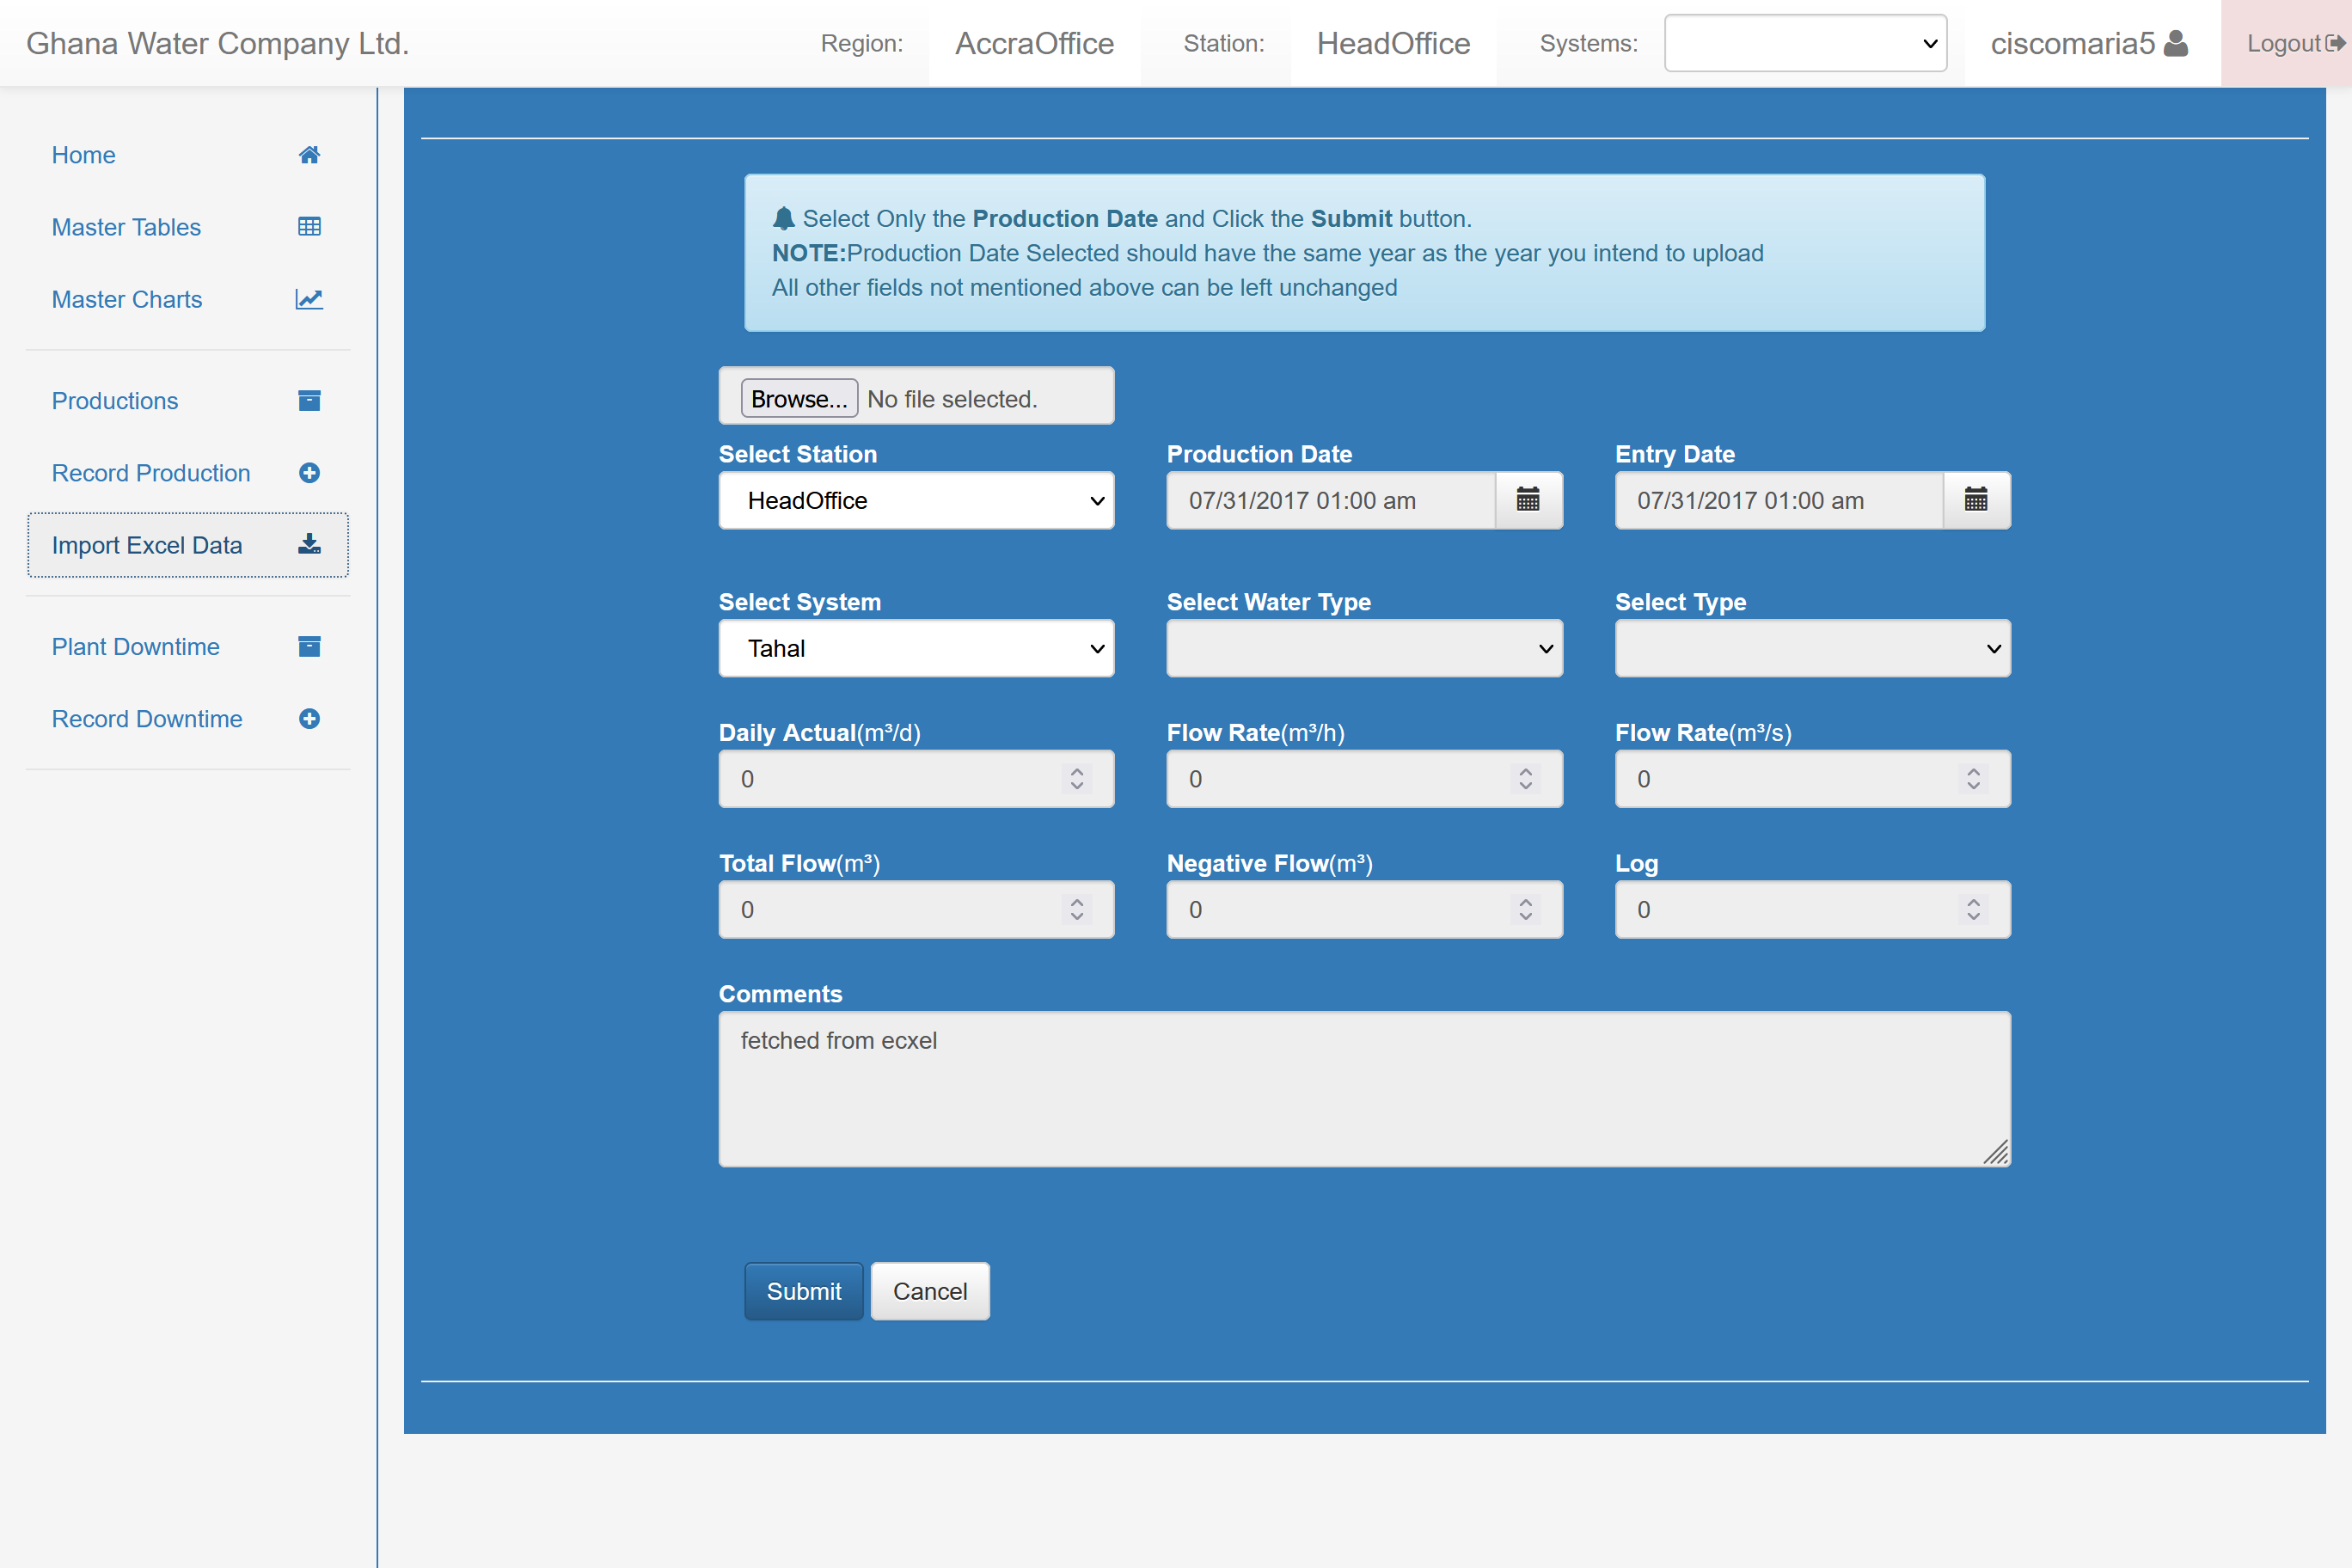 Ghana Water Company Ltd.
Region: AccraOffice Station: HeadOffice Systems: ciscomaria5 Logout
Home
Master Tables
Master Charts
Productions
Record Production
Import Excel Data
Plant Downtime
Record Downtime
Select Only the Production Date and Click the Submit button.
NOTE:Production Date Selected should have the same year as the year you intend to upload
All other fields not mentioned above can be left unchanged
Browse... No file selected.
Select Station Production Date Entry Date
HeadOffice 07/31/2017 01:00 am 07/31/2017 01:00 am
Select System Select Water Type Select Type
Tahal
Daily Actual(m³/d) Flow Rate(m³/h) Flow Rate(m³/s)
0 0 0
Total Flow(m³) Negative Flow(m³) Log
0 0 0
Comments
fetched from ecxel
Submit Cancel